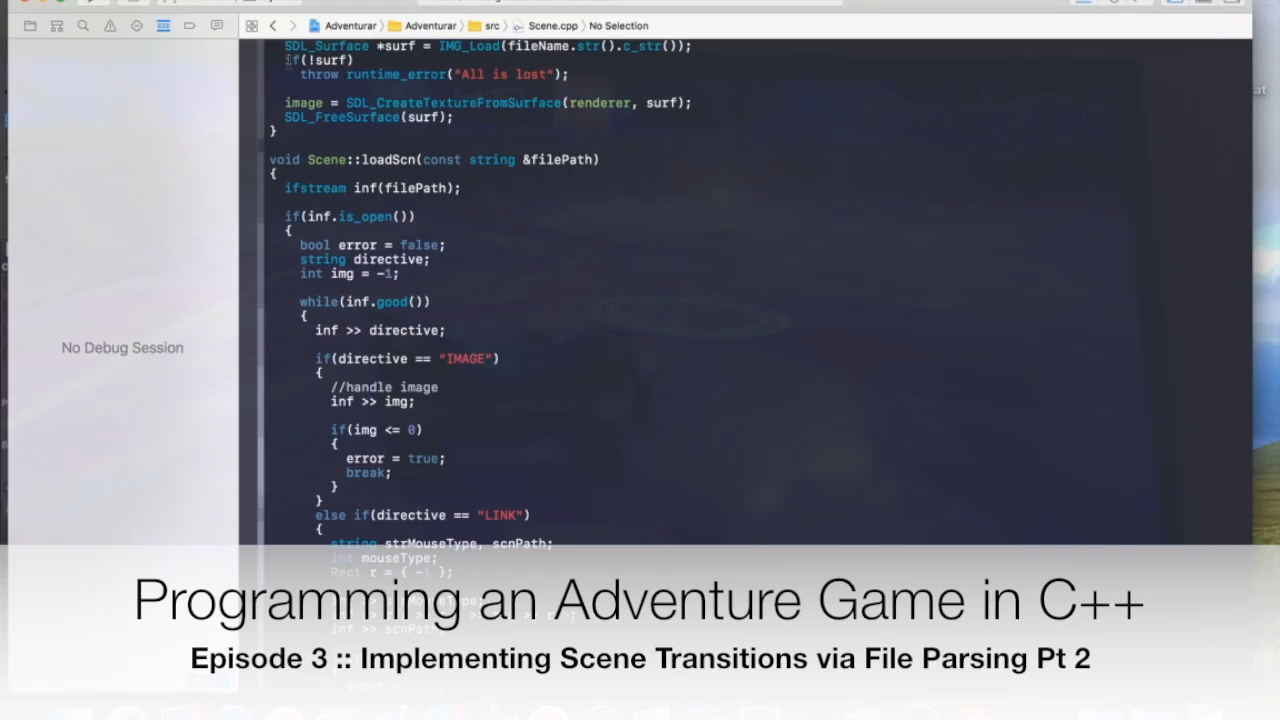 Adventurar > Adventurar > src > Scene.cpp > No Selection
SDL_Surface *surf = IMG_Load(fileName.str().c_str());
if(!surf)
throw runtime_error("All is lost");
image = SDL_CreateTextureFromSurface(renderer, surf);
SDL_FreeSurface(surf);
}
void Scene::loadScn(const string &filePath)
{
ifstream inf(filePath);
if(inf.is_open())
{
bool error = false;
string directive;
int img = -1;
while(inf.good())
{
inf >> directive;
if(directive == "IMAGE")
{
//handle image
inf >> img;
if(img <= 0)
{
error = true;
break;
}
}
else if(directive == "LINK")
{
string strMouseType, scnPath;
int mouseType;
Rect r = { -1 };
inf >> scnPath;
No Debug Session
Programming an Adventure Game in C++
Episode 3 :: Implementing Scene Transitions via File Parsing Pt 2